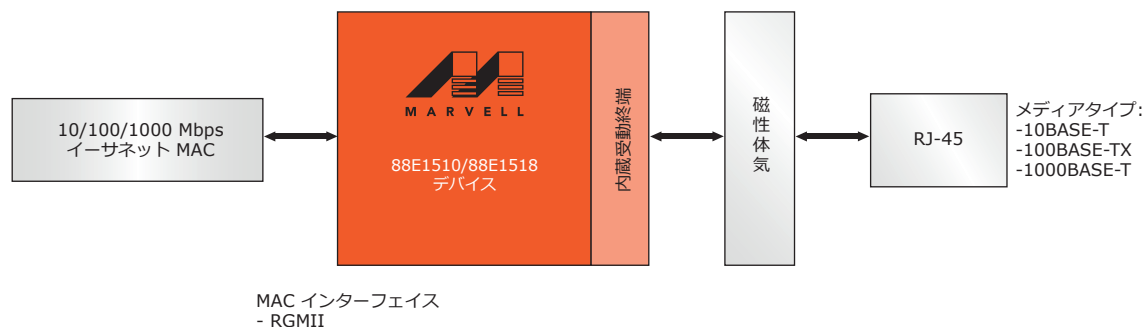 10/100/1000 Mbps
イーサネット MAC
MARVELL
88E1510/88E1518
デバイス
内蔵受動終端
磁性体気
RJ-45
メディアタイプ:
-10BASE-T
-100BASE-TX
-1000BASE-T
MAC インターフェイス
- RGMII